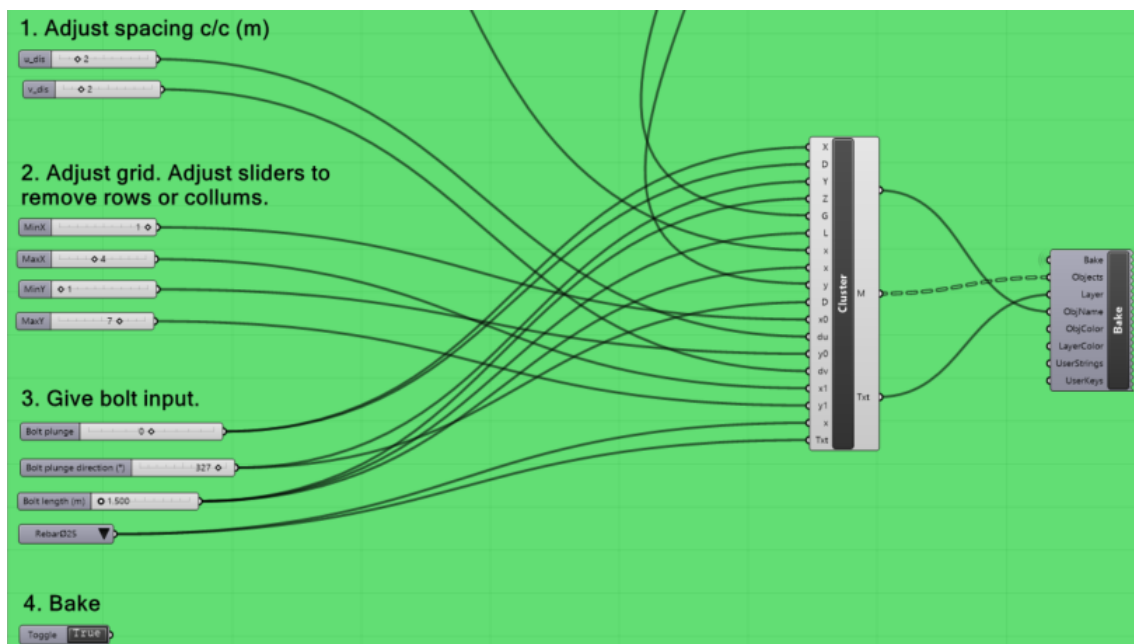 1. Adjust spacing c/c (m)
u_dis 2
v_dis 2
2. Adjust grid. Adjust sliders to
remove rows or collums.
MinX 1
MaxX 4
MinY 1
MaxY 7
3. Give bolt input.
Bolt plunge 0
Bolt plunge direction (°) 327
Bolt length (m) 1.500
RebarØ25
4. Bake
Toggle True
X
D
Y
Z
G
L
x
x
y
D
x0
du
y0
dv
x1
y1
x
Txt
Cluster
M
Txt
Bake
Objects
Layer
ObjName
ObjColor
LayerColor
UserStrings
UserKeys
Bake